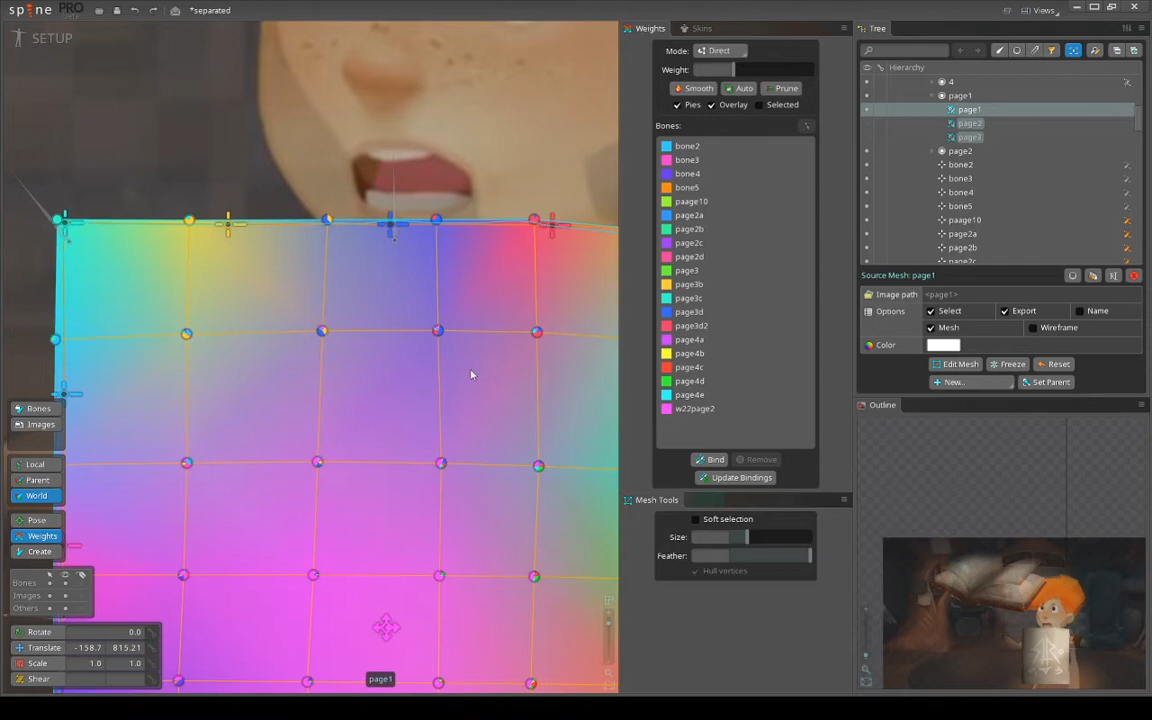 spine PRO
Beta
*separated
Views
SETUP
Weights
Skins
Mode: Direct
Weight:
Smooth Auto Prune
Pies Overlay Selected
Bones:
bone2
bone3
bone4
bone5
paage10
page2a
page2b
page2c
page2d
page3
page3b
page3c
page3d
page3d2
page4a
page4b
page4c
page4d
page4e
w22page2
Bind Remove
Update Bindings
Mesh Tools
Soft selection
Size:
Feather:
Hull vertices
Tree
Hierarchy
4
page1
page1
page2
page3
page2
bone2
bone3
bone4
bone5
page10
page2a
page2b
page2c
Source Mesh: page1
Image path <page1>
Options Select Export Name
Mesh Wireframe
Color
Edit Mesh Freeze Reset
New... Set Parent
Outline
Bones
Images
Local
Parent
World
Pose
Weights
Create
Bones
Images
Others
Rotate 0.0
Translate -158.7 815.21
Scale 1.0 1.0
Shear
page1